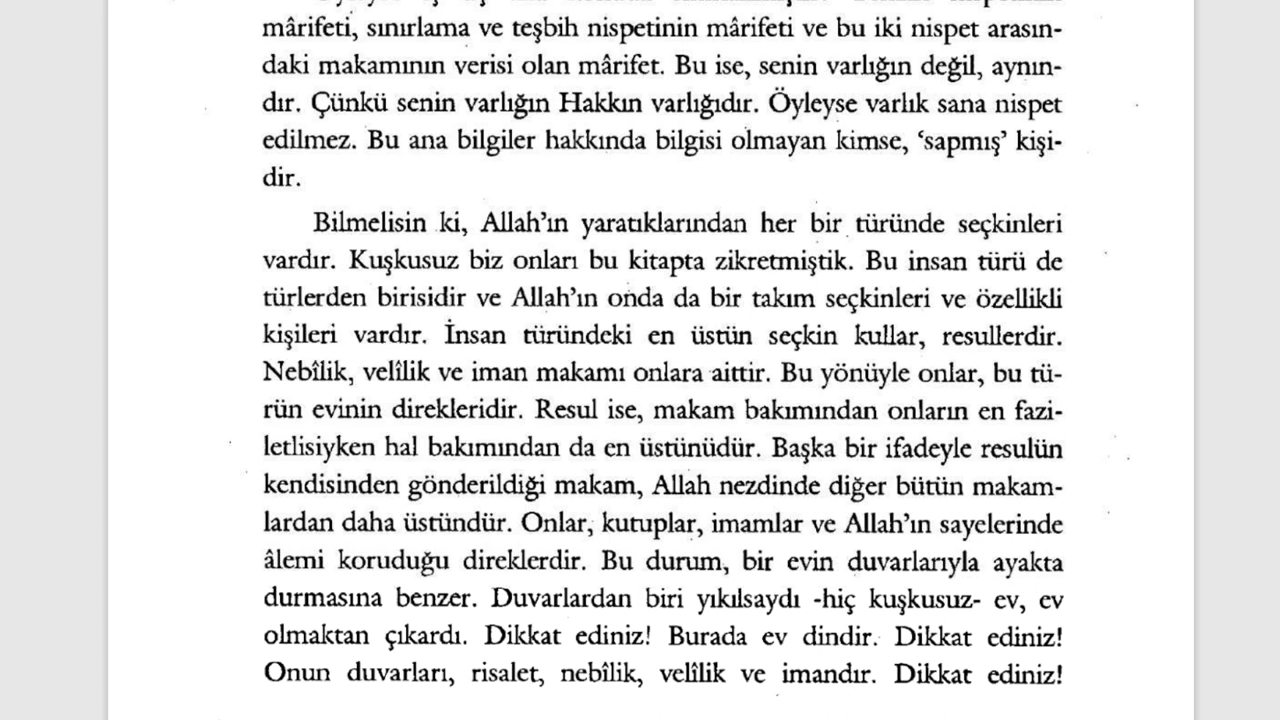 mârifeti, sınırlama ve teşbih nispetinin mârifeti ve bu iki nispet arasın-
daki makamının verisi olan mârifet. Bu ise, senin varlığın değil, aynın-
dır. Çünkü senin varlığın Hakkın varlığıdır. Öyleyse varlık sana nispet
edilmez. Bu ana bilgiler hakkında bilgisi olmayan kimse, ‘sapmış’ kişi-
dir.
Bilmelisin ki, Allah’ın yaratıklarından her bir türünde seçkinleri
vardır. Kuşkusuz biz onları bu kitapta zikretmiştik. Bu insan türü de
türlerden birisidir ve Allah’ın onda da bir takım seçkinleri ve özellikli
kişileri vardır. İnsan türündeki en üstün seçkin kullar, resullerdir.
Nebîlik, velîlik ve iman makamı onlara aittir. Bu yönüyle onlar, bu tü-
rün evinin direkleridir. Resul ise, makam bakımından onların en fazi-
letlisiyken hal bakımından da en üstünüdür. Başka bir ifadeyle resulün
kendisinden gönderildiği makam, Allah nezdinde diğer bütün makam-
lardan daha üstündür. Onlar, kutuplar, imamlar ve Allah’ın sayelerinde
âlemi koruduğu direklerdir. Bu durum, bir evin duvarlarıyla ayakta
durmasına benzer. Duvarlardan biri yıkılsaydı -hiç kuşkusuz- ev, ev
olmaktan çıkardı. Dikkat ediniz! Burada ev dindir. Dikkat ediniz!
Onun duvarları, risalet, nebîlik, velîlik ve imandır. Dikkat ediniz!